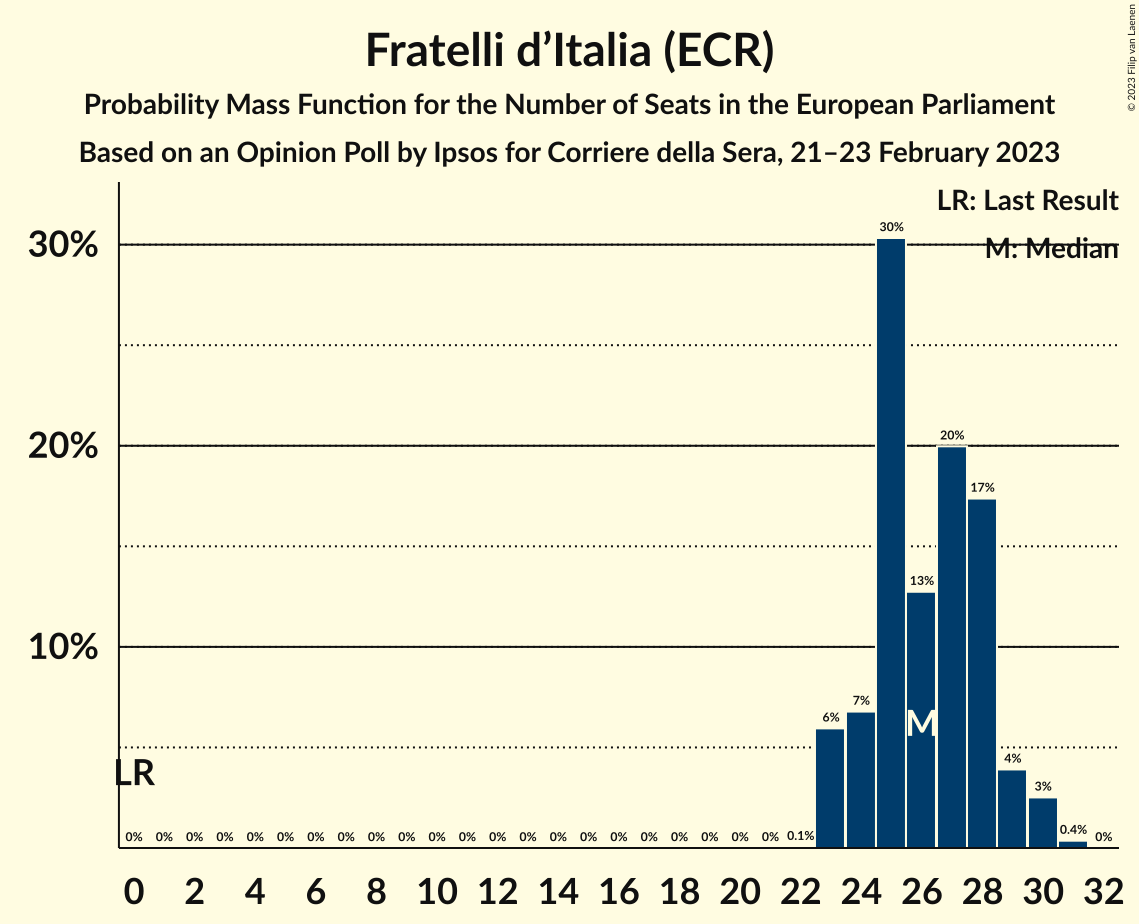 Fratelli d’Italia (ECR)
Probability Mass Function for the Number of Seats in the European Parliament
Based on an Opinion Poll by Ipsos for Corriere della Sera, 21–23 February 2023
© 2023 Filip van Laenen
LR: Last Result
M: Median
30%
20%
10%
30%
20%
17%
13%
7%
6%
4%
3%
M
LR
0% 0% 0% 0% 0% 0% 0% 0% 0% 0% 0% 0% 0% 0% 0% 0% 0% 0% 0% 0% 0% 0% 0.1% 0.4% 0%
0 2 4 6 8 10 12 14 16 18 20 22 24 26 28 30 32